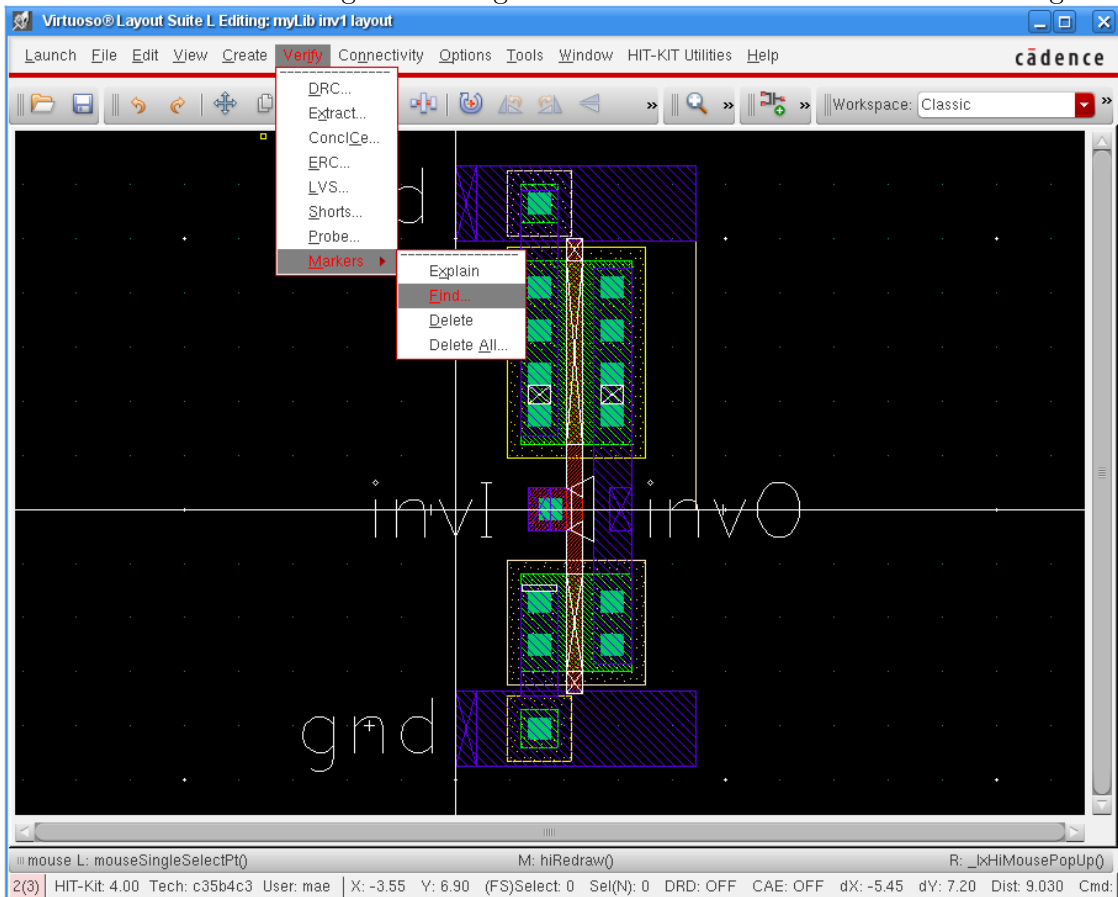 Virtuoso® Layout Suite L Editing: myLib inv1 layout
Launch File Edit View Create Verify Connectivity Options Tools Window HIT-KIT Utilities Help cādence
» » » Workspace: Classic »
DRC...
Extract...
ConclCe...
ERC...
LVS...
Shorts...
Probe...
Markers
Explain
Find...
Delete
Delete All...
d
invI invO
gnd
mouse L: mouseSingleSelectPt() M: hiRedraw() R: _lxHiMousePopUp()
2(3) HIT-Kit: 4.00 Tech: c35b4c3 User: mae X: -3.55 Y: 6.90 (FS)Select: 0 Sel(N): 0 DRD: OFF CAE: OFF dX: -5.45 dY: 7.20 Dist: 9.030 Cmd: